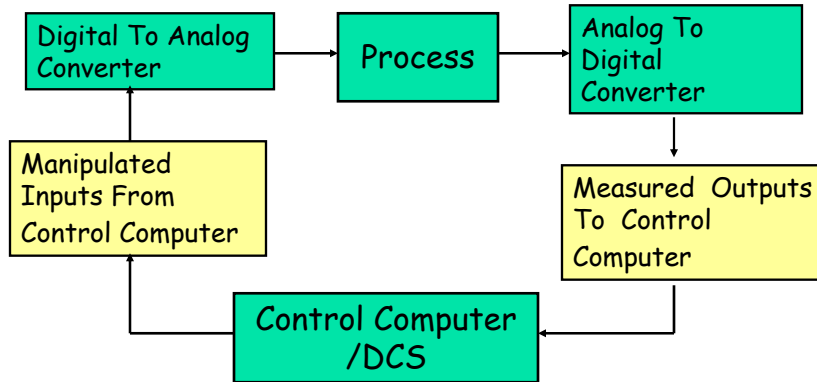 Digital To Analog
Converter
Process
Analog To
Digital
Converter
Manipulated
Inputs From
Control Computer
Measured Outputs
To Control
Computer
Control Computer
/DCS